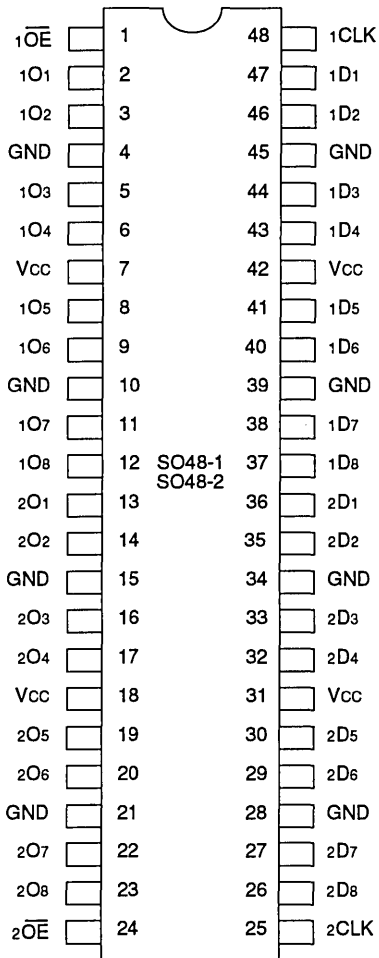 1O̅E̅ 1 48 1CLK
1O1 2 47 1D1
1O2 3 46 1D2
GND 4 45 GND
1O3 5 44 1D3
1O4 6 43 1D4
VCC 7 42 VCC
1O5 8 41 1D5
1O6 9 40 1D6
GND 10 39 GND
1O7 11 38 1D7
1O8 12 SO48-1 37 1D8
SO48-2
2O1 13 36 2D1
2O2 14 35 2D2
GND 15 34 GND
2O3 16 33 2D3
2O4 17 32 2D4
VCC 18 31 VCC
2O5 19 30 2D5
2O6 20 29 2D6
GND 21 28 GND
2O7 22 27 2D7
2O8 23 26 2D8
2O̅E̅ 24 25 2CLK